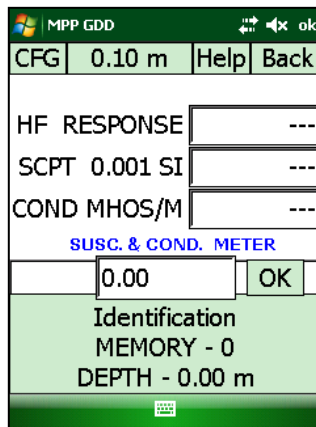 MPP GDD ok
CFG 0.10 m Help Back
HF RESPONSE ---
SCPT 0.001 SI ---
COND MHOS/M ---
SUSC. & COND. METER
0.00 OK
Identification
MEMORY - 0
DEPTH - 0.00 m